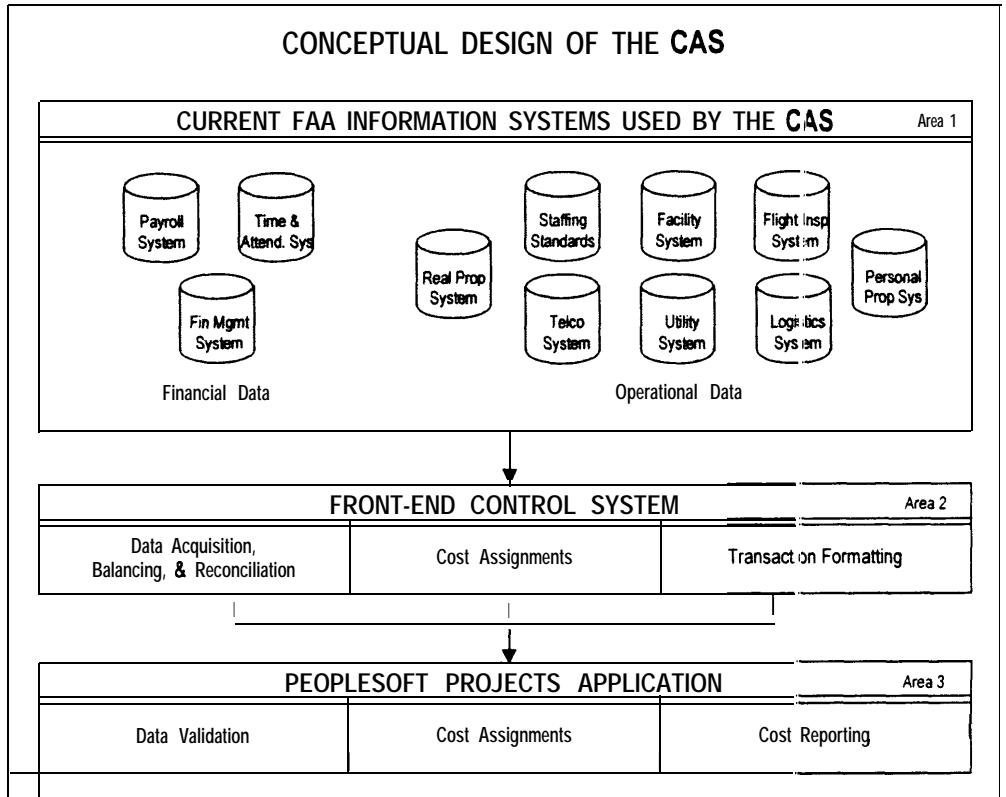 CONCEPTUAL DESIGN OF THE CAS
CURRENT FAA INFORMATION SYSTEMS USED BY THE CAS
Area 1
Payroll
System
Time &
Attend. Sys
Fin Mgmt
System
Financial Data
Real Prop
System
Staffing
Standards
Facility
System
Flight Insp
System
Telco
System
Utility
System
Logistics
System
Personal
Prop Sys
Operational Data
FRONT-END CONTROL SYSTEM
Area 2
Data Acquisition,
Balancing, & Reconciliation
Cost Assignments
Transaction Formatting
PEOPLESOFT PROJECTS APPLICATION
Area 3
Data Validation
Cost Assignments
Cost Reporting